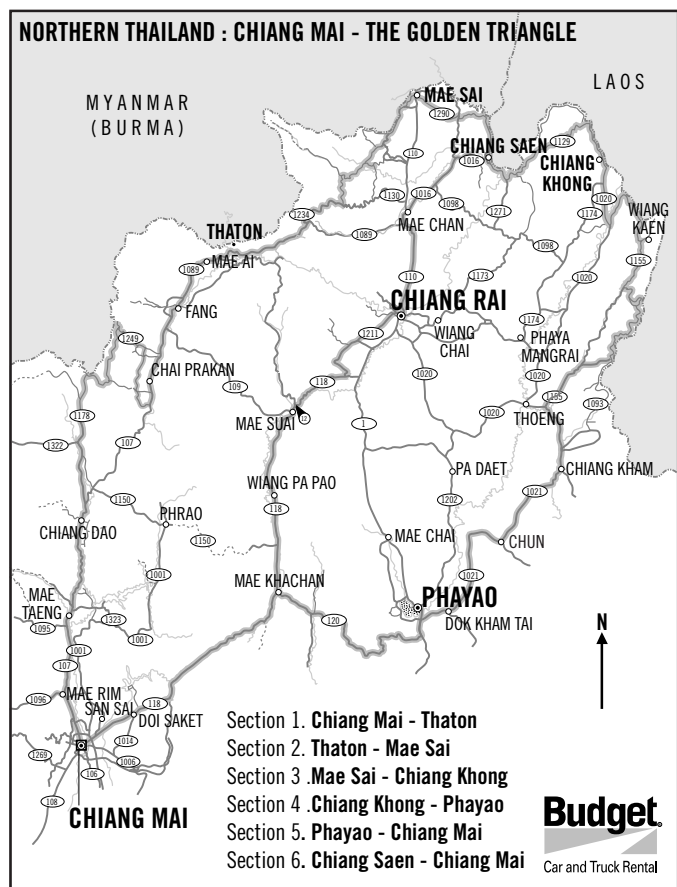 NORTHERN THAILAND : CHIANG MAI - THE GOLDEN TRIANGLE
LAOS
MYANMAR
(BURMA)
MAE SAI
1290
1129
110
CHIANG SAEN
1016
CHIANG
KHONG
1130
1016
1020
1098
1271
1174
WIANG
KAEN
1234
MAE CHAN
THATON
1089
1098
1155
MAE AI
1089
110
1173
1020
FANG
CHIANG RAI
WIANG
CHAI
1174
PHAYA
MANGRAI
1211
1249
CHAI PRAKAN
109
118
1020
1020
1155
1093
1178
MAE SUAI
12
1
1020
THOENG
107
1322
PA DAET
CHIANG KHAM
WIANG PA PAO
1202
1021
1150
118
PHRAO
CHIANG DAO
1150
MAE CHAI
CHUN
1001
1021
MAE KHACHAN
PHAYAO
MAE
TAENG
DOK KHAM TAI
1323
120
N
1095
1001
1001
107
MAE RIM
118
1096
SAN SAI
DOI SAKET
1014
1269
1006
106
108
CHIANG MAI
Section 1. Chiang Mai - Thaton
Section 2. Thaton - Mae Sai
Section 3 .Mae Sai - Chiang Khong
Section 4 .Chiang Khong - Phayao
Section 5. Phayao - Chiang Mai
Section 6. Chiang Saen - Chiang Mai
Budget®
Car and Truck Rental